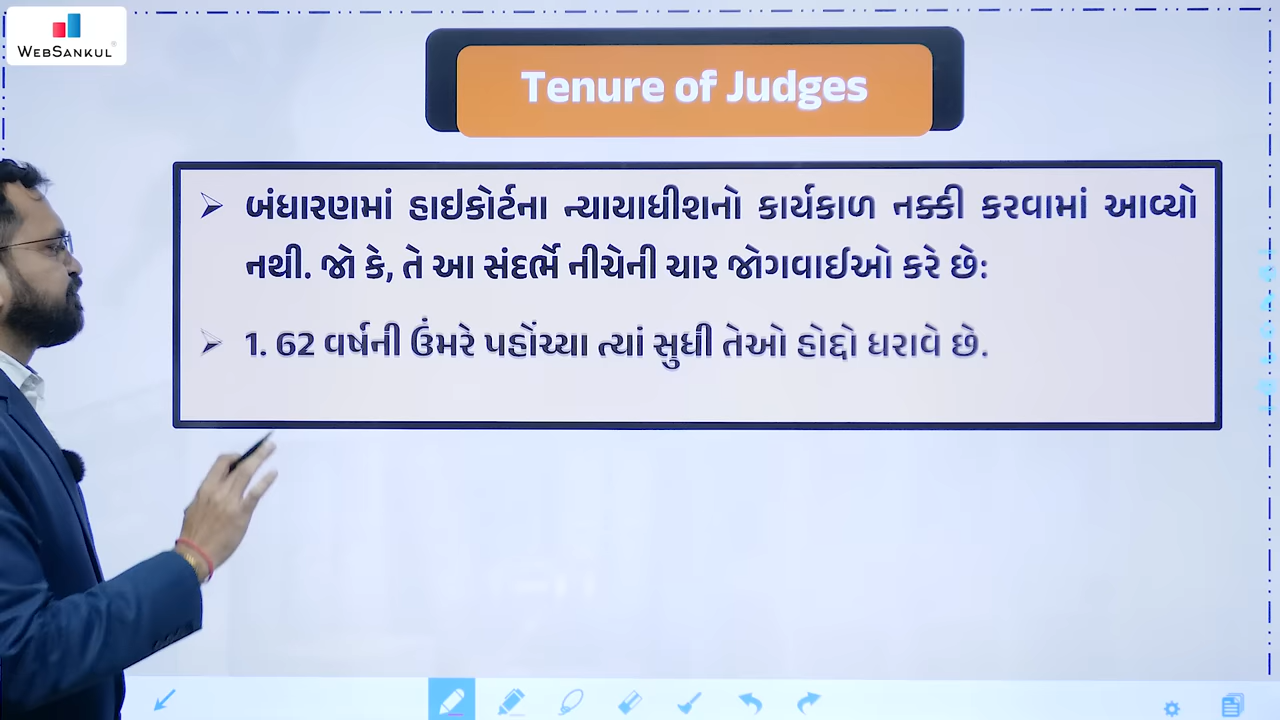 WEBSANKUL
Tenure of Judges
બંધારણમાં હાઇકોર્ટના ન્યાયાધીશનો કાર્યકાળ નક્કી કરવામાં આવ્યો
નથી. જો કે, તે આ સંદર્ભે નીચેની ચાર જોગવાઈઓ કરે છે:
1. 62 વર્ષની ઉંમરે પહોંચ્યા ત્યાં સુધી તેઓ હોદ્દો ધરાવે છે.